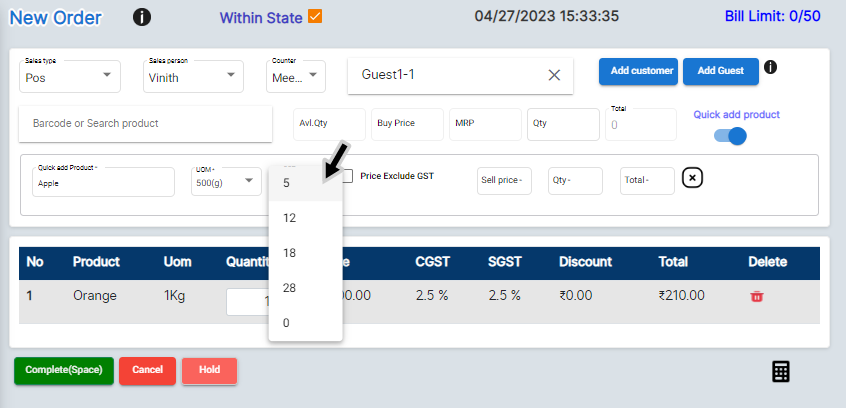 New Order
Within State
04/27/2023 15:33:35
Bill Limit: 0/50
Sales type
Pos
Sales person
Vinith
Counter
Mee...
Guest1-1
Add customer
Add Guest
Barcode or Search product
Avl.Qty
Buy Price
MRP
Qty
Total
0
Quick add product
Quick add Product*
Apple
UOM*
500(g)
5
12
18
28
0
Price Exclude GST
Sell price*
Qty*
Total*
No Product Uom Quantit CGST SGST Discount Total Delete
1 Orange 1Kg 1 00.00 2.5 % 2.5 % ₹0.00 ₹210.00
Complete(Space)
Cancel
Hold